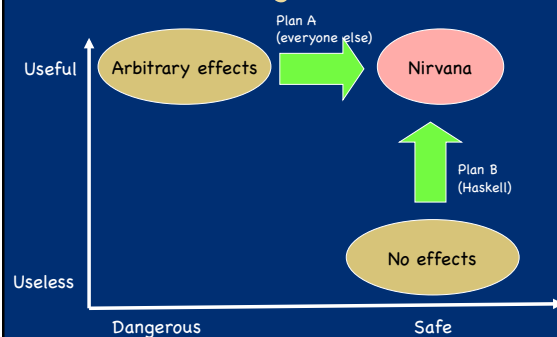 Plan A
(everyone else)
Useful
Arbitrary effects
Nirvana
Plan B
(Haskell)
No effects
Useless
Dangerous
Safe